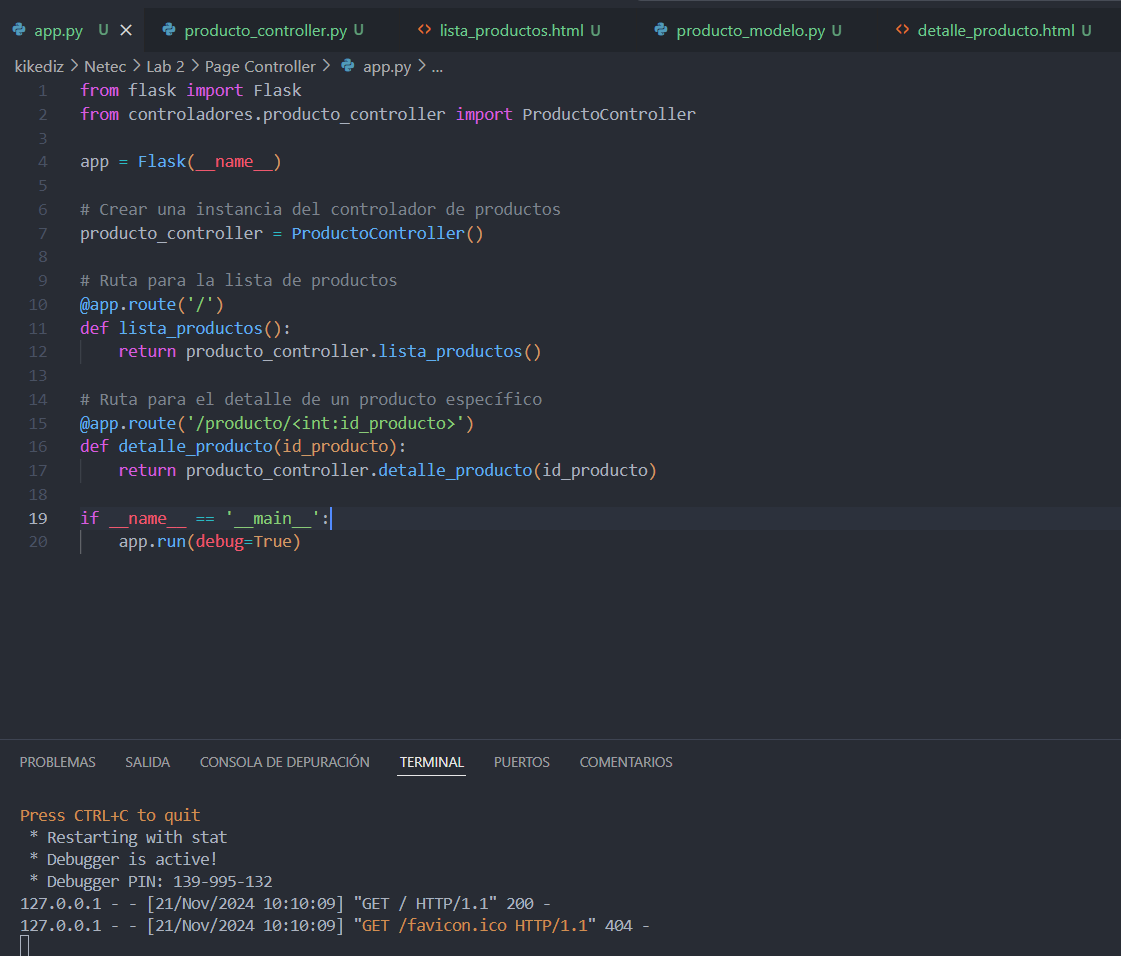 app.py U
producto_controller.py U
lista_productos.html U
producto_modelo.py U
detalle_producto.html U
kikediz > Netec > Lab 2 > Page Controller > app.py > ...
1 from flask import Flask
2 from controladores.producto_controller import ProductoController
3
4 app = Flask(__name__)
5
6 # Crear una instancia del controlador de productos
7 producto_controller = ProductoController()
8
9 # Ruta para la lista de productos
10 @app.route('/')
11 def lista_productos():
12     return producto_controller.lista_productos()
13
14 # Ruta para el detalle de un producto específico
15 @app.route('/producto/<int:id_producto>')
16 def detalle_producto(id_producto):
17     return producto_controller.detalle_producto(id_producto)
18
19 if __name__ == '__main__':
20     app.run(debug=True)
PROBLEMAS SALIDA CONSOLA DE DEPURACIÓN TERMINAL PUERTOS COMENTARIOS
Press CTRL+C to quit
 * Restarting with stat
 * Debugger is active!
 * Debugger PIN: 139-995-132
127.0.0.1 - - [21/Nov/2024 10:10:09] "GET / HTTP/1.1" 200 -
127.0.0.1 - - [21/Nov/2024 10:10:09] "GET /favicon.ico HTTP/1.1" 404 -